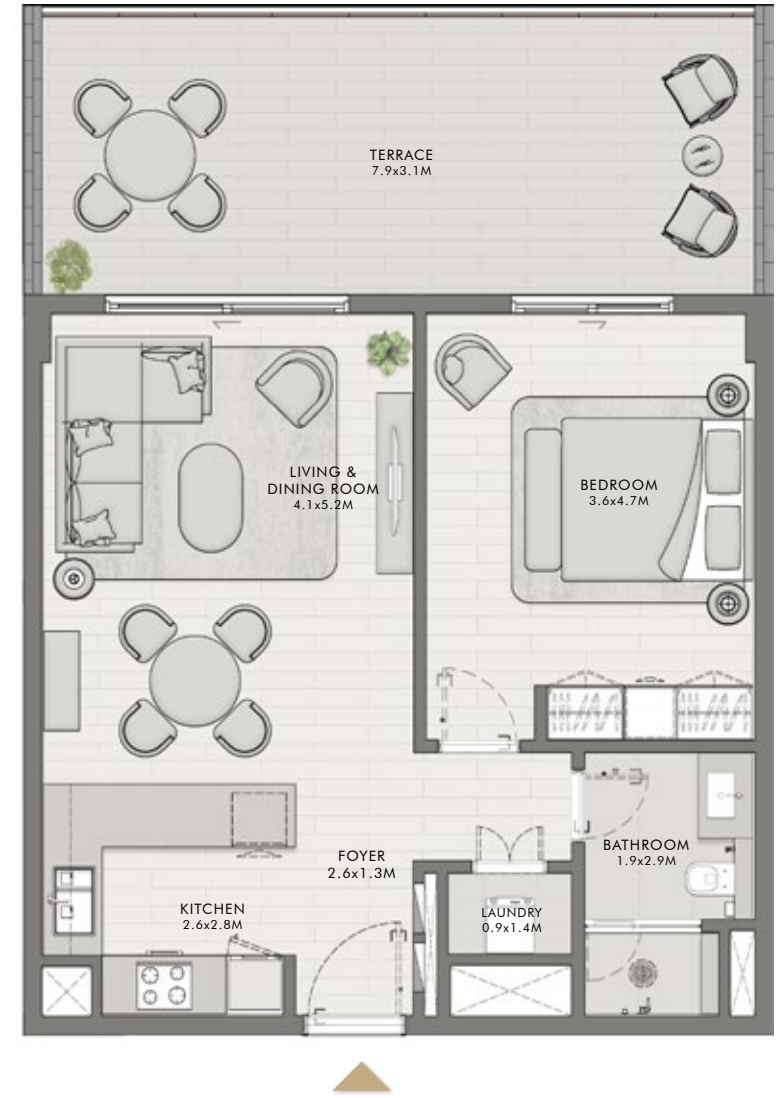 TERRACE
7.9x3.1M
LIVING &
DINING ROOM
4.1x5.2M
BEDROOM
3.6x4.7M
BATHROOM
1.9x2.9M
FOYER
2.6x1.3M
KITCHEN
2.6x2.8M
LAUNDRY
0.9x1.4M